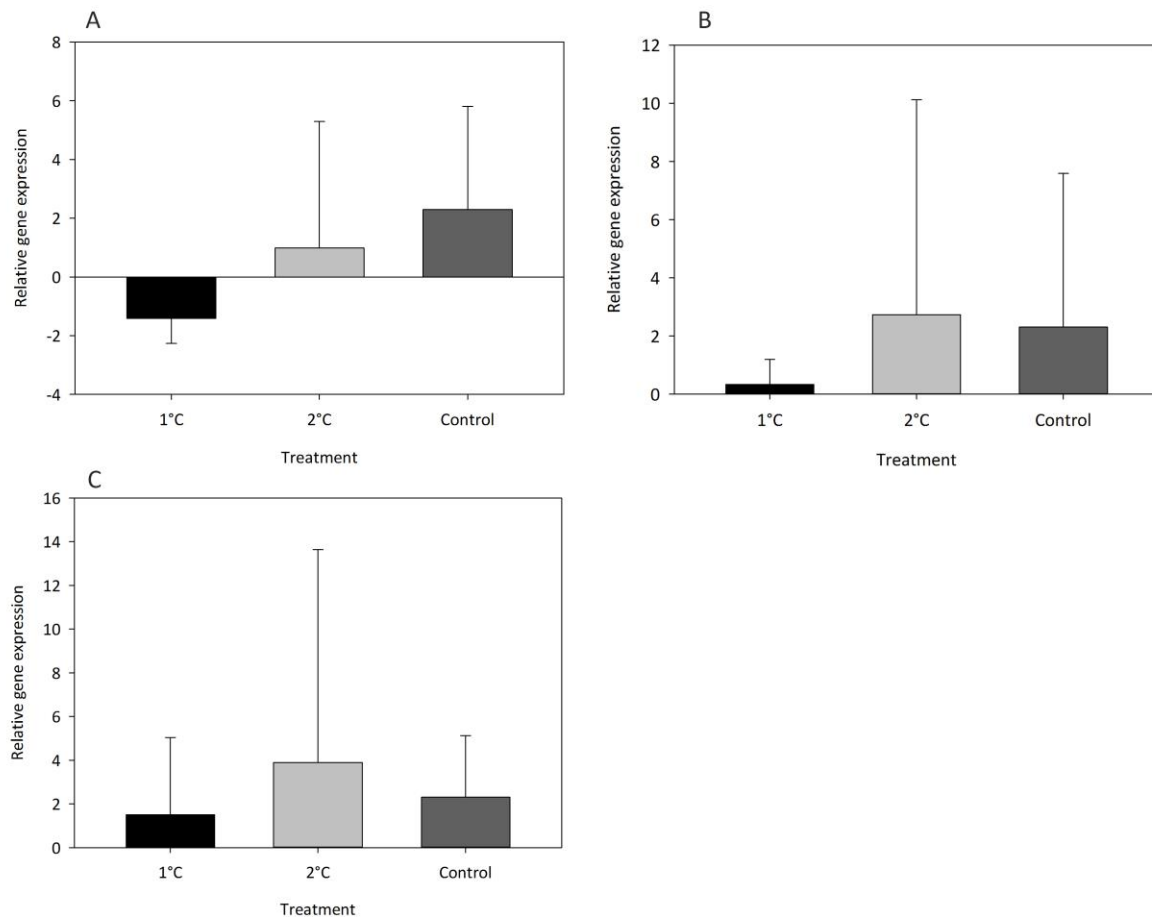 A
8
6
4
2
0
-2
-4
Relative gene expression
1°C 2°C Control
Treatment
B
12
10
8
6
4
2
0
Relative gene expression
1°C 2°C Control
Treatment
C
16
14
12
10
8
6
4
2
0
Relative gene expression
1°C 2°C Control
Treatment